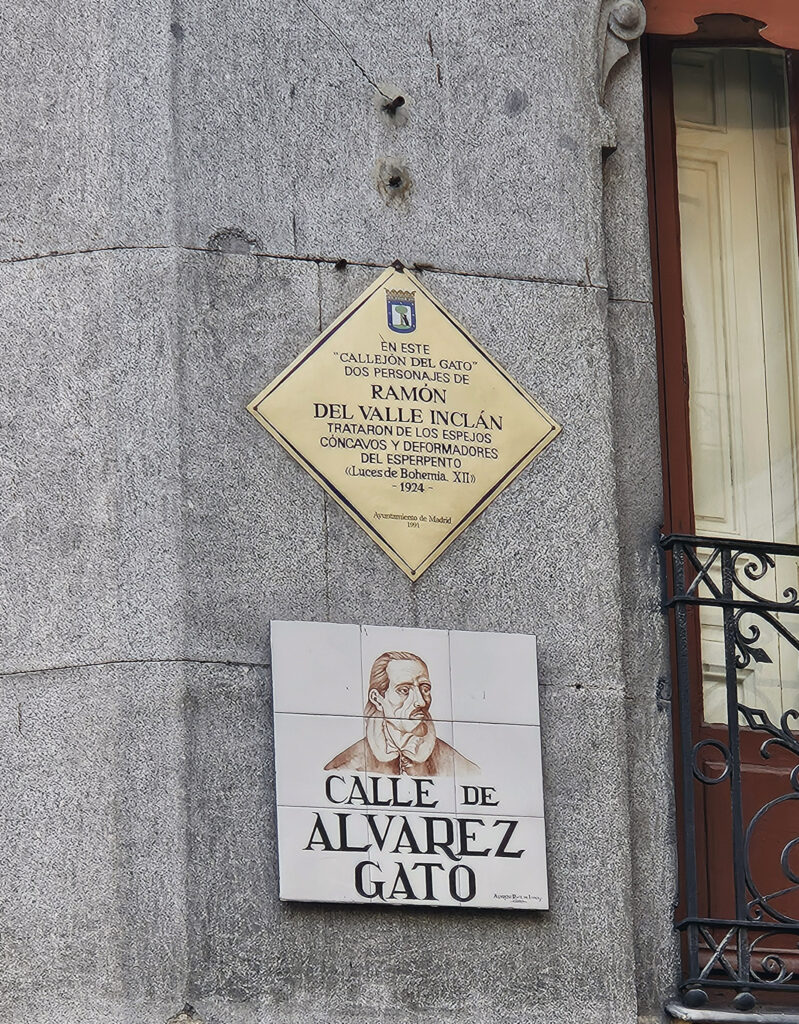 EN ESTE
"CALLEJÓN DEL GATO"
DOS PERSONAJES DE
RAMÓN
DEL VALLE INCLÁN
TRATARON DE LOS ESPEJOS
CÓNCAVOS Y DEFORMADORES
DEL ESPERPENTO
«Luces de Bohemia. XII»
- 1924 -
Ayuntamiento de Madrid
1991
CALLE DE
ALVAREZ
GATO